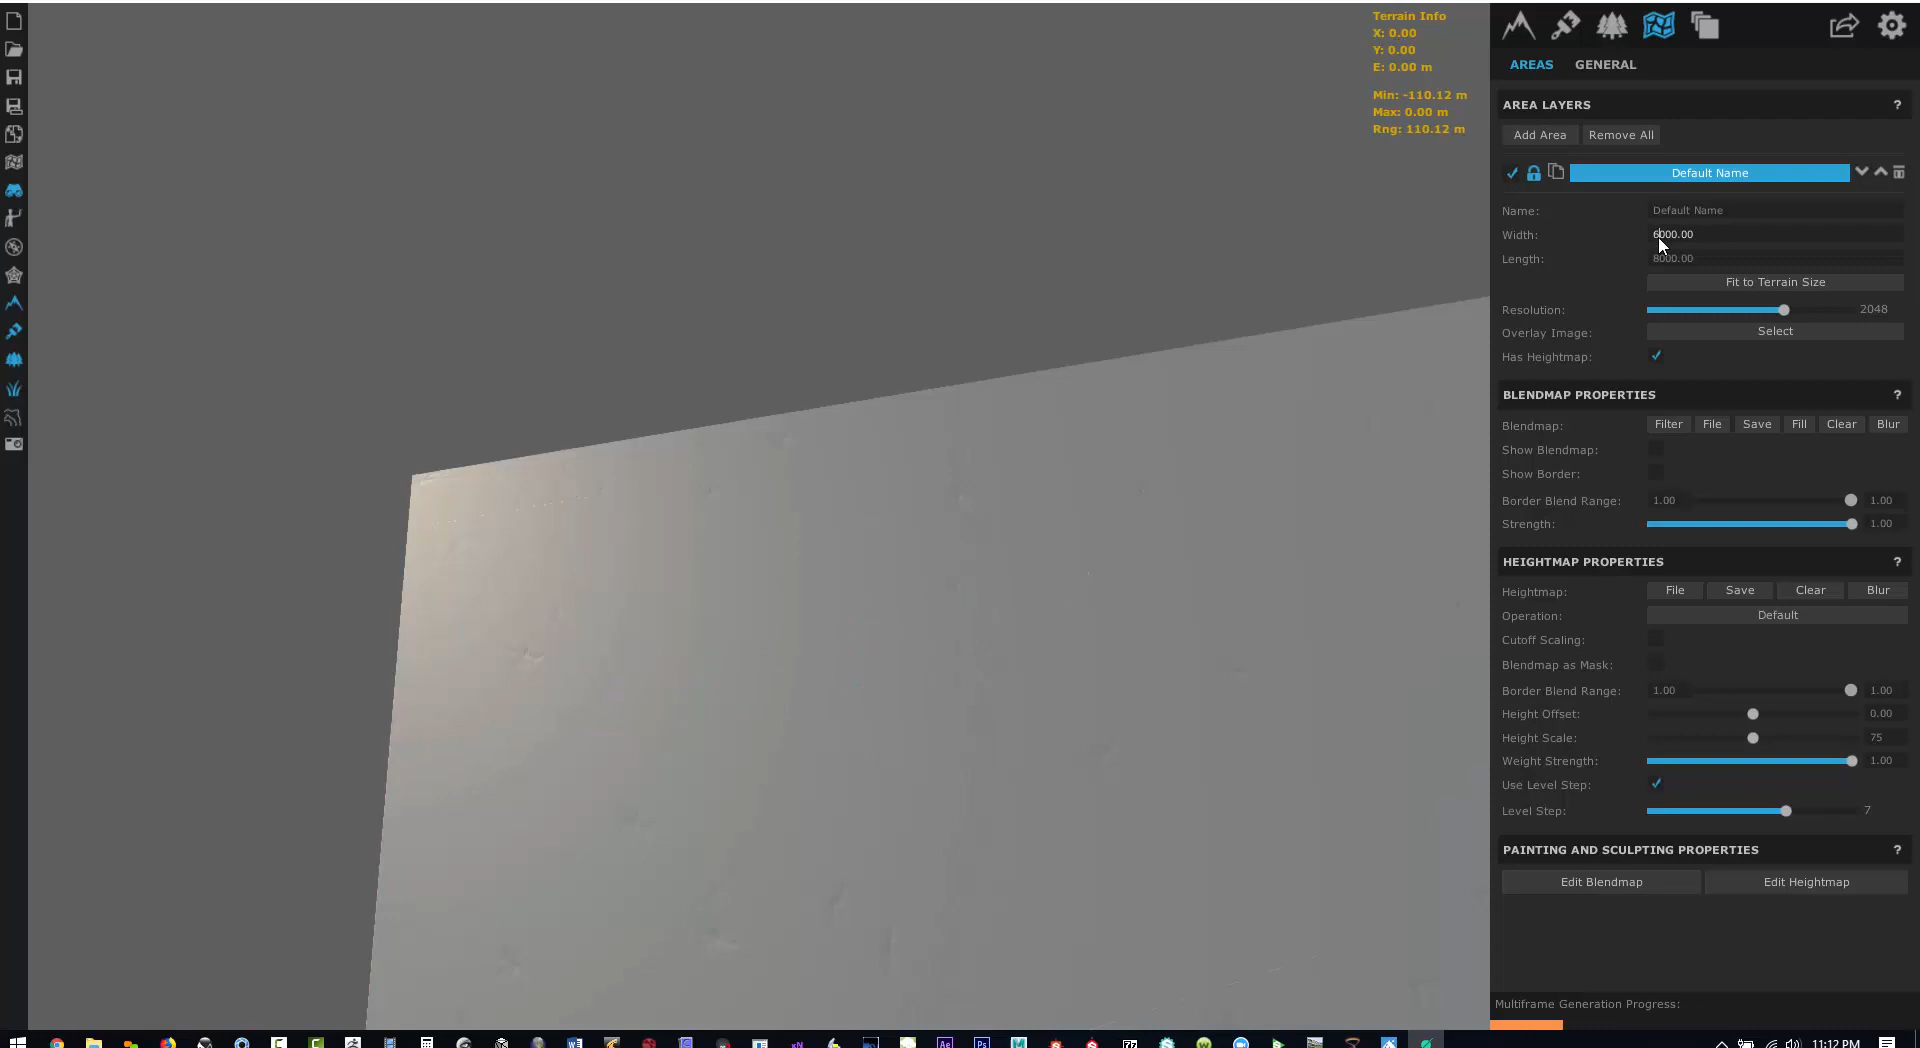 Terrain Info
X: 0.00
Y: 0.00
E: 0.00 m
Min: -110.12 m
Max: 0.00 m
Rng: 110.12 m
AREAS GENERAL
AREA LAYERS ?
Add Area Remove All
Default Name
Name: Default Name
Width: 6000.00
Length: 8000.00
Fit to Terrain Size
Resolution: 2048
Overlay Image: Select
Has Heightmap:
BLENDMAP PROPERTIES ?
Blendmap: Filter File Save Fill Clear Blur
Show Blendmap:
Show Border:
Border Blend Range: 1.00 1.00
Strength: 1.00
HEIGHTMAP PROPERTIES ?
Heightmap: File Save Clear Blur
Operation: Default
Cutoff Scaling:
Blendmap as Mask:
Border Blend Range: 1.00 1.00
Height Offset: 0.00
Height Scale: 75
Weight Strength: 1.00
Use Level Step:
Level Step: 7
PAINTING AND SCULPTING PROPERTIES ?
Edit Blendmap Edit Heightmap
Multiframe Generation Progress:
Ae Ps 11:12 PM